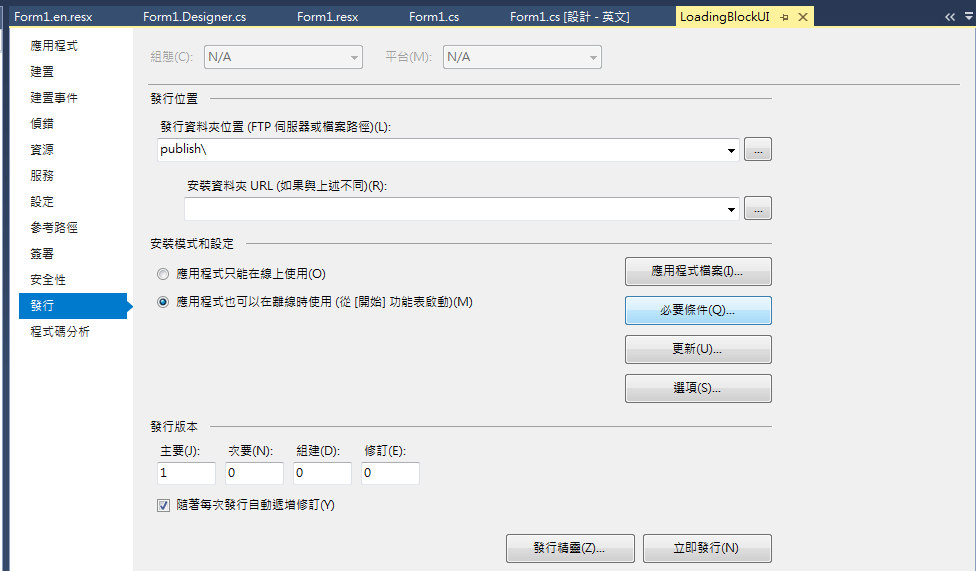 Form1.en.resx Form1.Designer.cs Form1.resx Form1.cs Form1.cs [設計 - 英文] LoadingBlockUI
應用程式
建置
建置事件
偵錯
資源
服務
設定
參考路徑
簽署
安全性
發行
程式碼分析
組態(C): N/A 平台(M): N/A
發行位置
發行資料夾位置 (FTP 伺服器或檔案路徑)(L):
publish\
...
安裝資料夾 URL (如果與上述不同)(R):
...
安裝模式和設定
應用程式只能在線上使用(O)
應用程式也可以在離線時使用 (從 [開始] 功能表啟動)(M)
應用程式檔案(I)...
必要條件(Q)...
更新(U)...
選項(S)...
發行版本
主要(J): 次要(N): 組建(D): 修訂(E):
1 0 0 0
隨著每次發行自動遞增修訂(Y)
發行精靈(Z)... 立即發行(N)